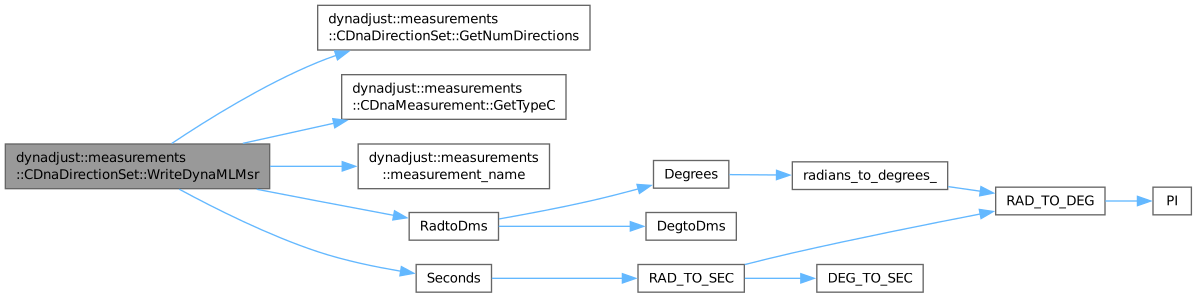 dynadjust::measurements
::CDnaDirectionSet::GetNumDirections
dynadjust::measurements
::CDnaMeasurement::GetTypeC
dynadjust::measurements
::CDnaDirectionSet::WriteDynaMLMsr
dynadjust::measurements
::measurement_name
Degrees
radians_to_degrees_
RAD_TO_DEG
PI
RadtoDms
DegtoDms
Seconds
RAD_TO_SEC
DEG_TO_SEC